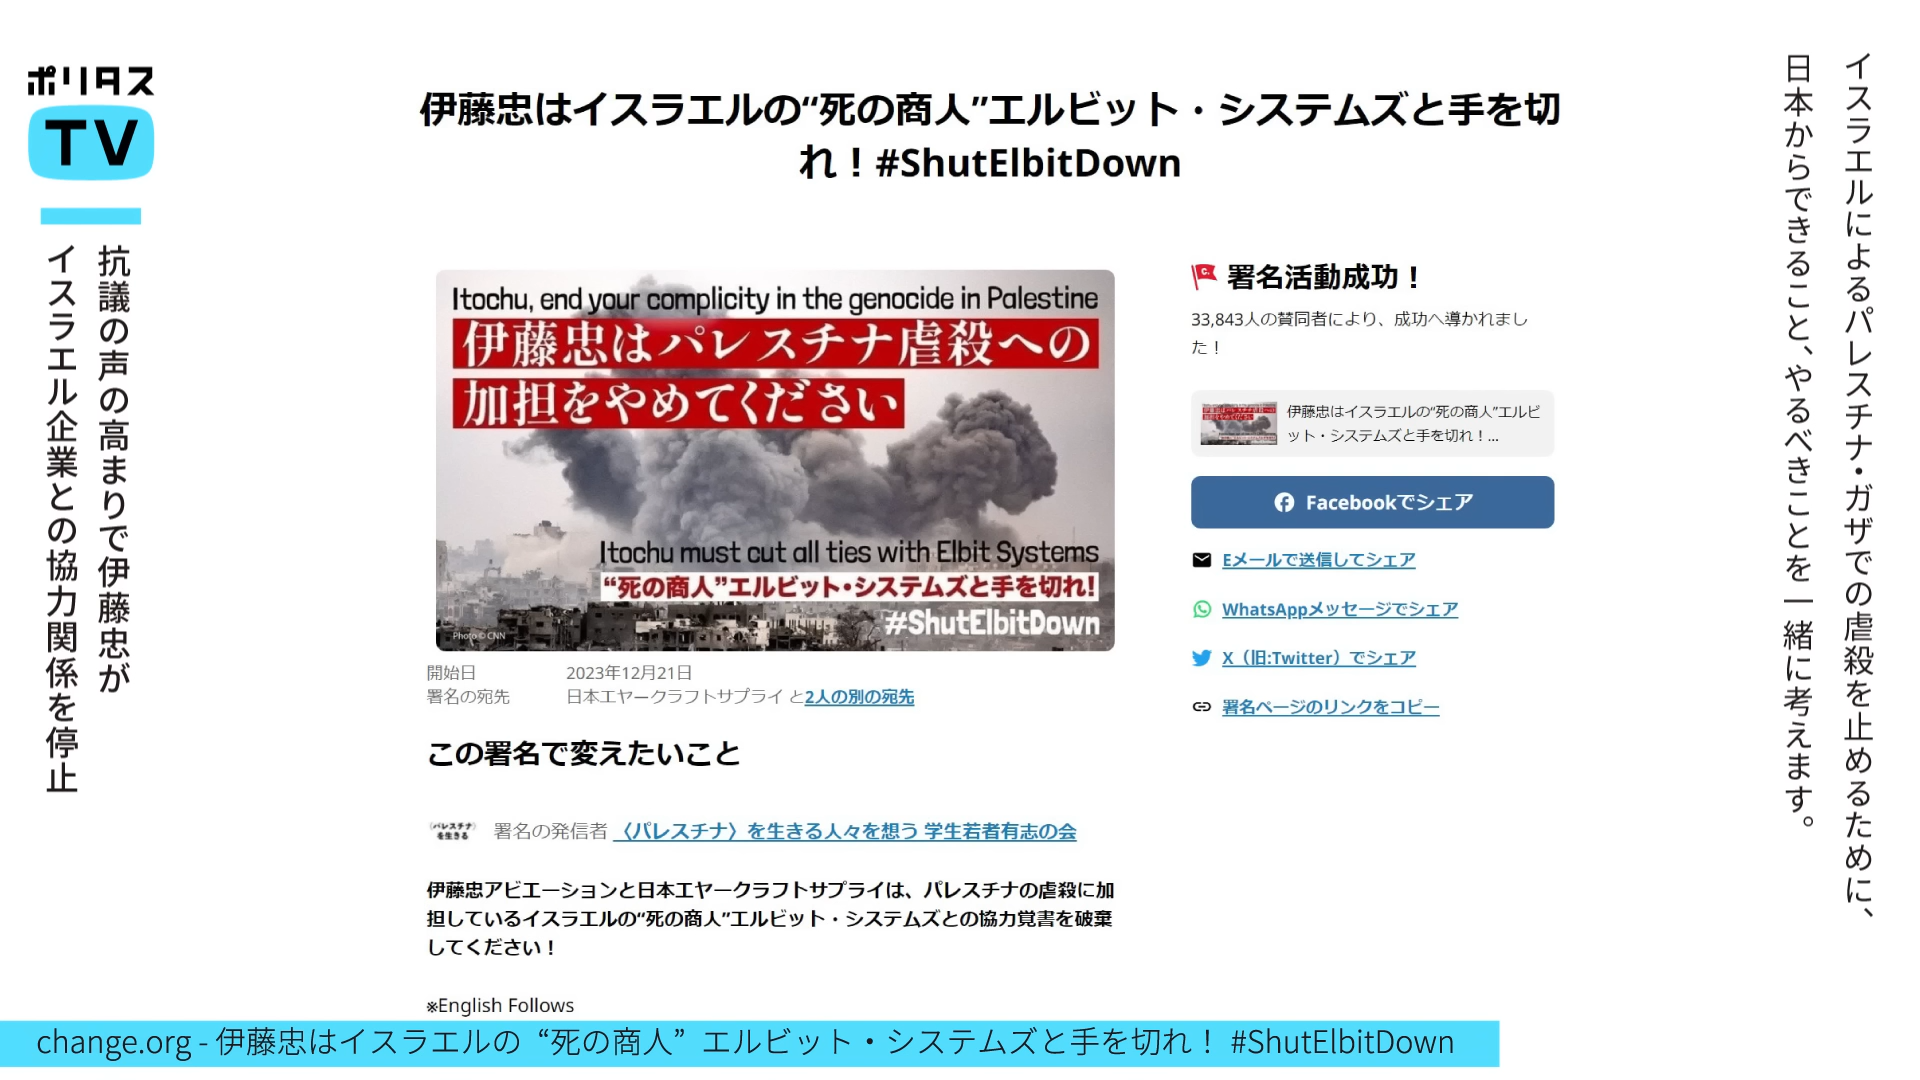 ポリタス
TV
抗議の声の高まりで伊藤忠が
イスラエル企業との協力関係を停止
伊藤忠はイスラエルの“死の商人”エルビット・システムズと手を切
れ！#ShutElbitDown
Itochu, end your complicity in the genocide in Palestine
伊藤忠はパレスチナ虐殺への
加担をやめてください
Itochu must cut all ties with Elbit Systems
“死の商人”エルビット・システムズと手を切れ!
#ShutElbitDown
Photo © CNN
開始日 2023年12月21日
署名の宛先 日本エヤークラフトサプライ と2人の別の宛先
この署名で変えたいこと
〈パレスチナ〉
を生きる
署名の発信者 〈パレスチナ〉を生きる人々を想う 学生若者有志の会
伊藤忠アビエーションと日本エヤークラフトサプライは、パレスチナの虐殺に加
担しているイスラエルの“死の商人”エルビット・システムズとの協力覚書を破棄
してください！
※English Follows
署名活動成功！
33,843人の賛同者により、成功へ導かれまし
た！
伊藤忠はイスラエルの“死の商人”エルビ
ット・システムズと手を切れ！...
Facebookでシェア
Eメールで送信してシェア
WhatsAppメッセージでシェア
X（旧:Twitter）でシェア
署名ページのリンクをコピー
イスラエルによるパレスチナ・ガザでの虐殺を止めるために、
日本からできること、やるべきことを一緒に考えます。
change.org - 伊藤忠はイスラエルの “死の商人” エルビット・システムズと手を切れ！ #ShutElbitDown